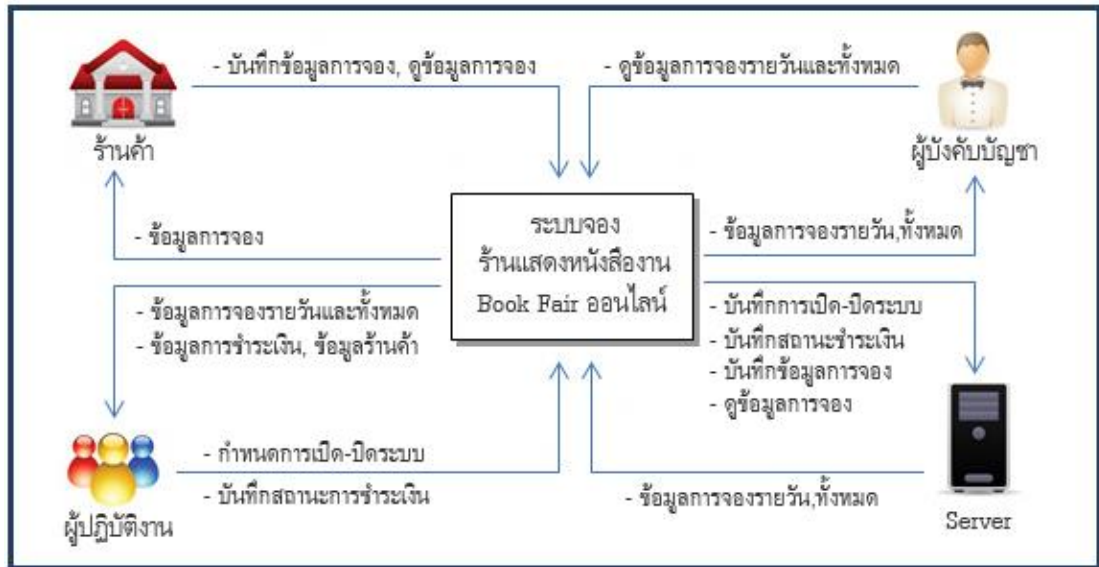 - บันทึกข้อมูลการจอง, ดูข้อมูลการจอง
- ดูข้อมูลการจองรายวันและทั้งหมด
ร้านค้า
ผู้บังคับบัญชา
- ข้อมูลการจอง
ระบบจอง
ร้านแสดงหนังสืองาน
Book Fair ออนไลน์
- ข้อมูลการจองรายวัน,ทั้งหมด
- ข้อมูลการจองรายวันและทั้งหมด
- ข้อมูลการชำระเงิน, ข้อมูลร้านค้า
- บันทึกการเปิด-ปิดระบบ
- บันทึกสถานะชำระเงิน
- บันทึกข้อมูลการจอง
- ดูข้อมูลการจอง
- กำหนดการเปิด-ปิดระบบ
- บันทึกสถานะการชำระเงิน
ผู้ปฏิบัติงาน
- ข้อมูลการจองรายวัน,ทั้งหมด
Server